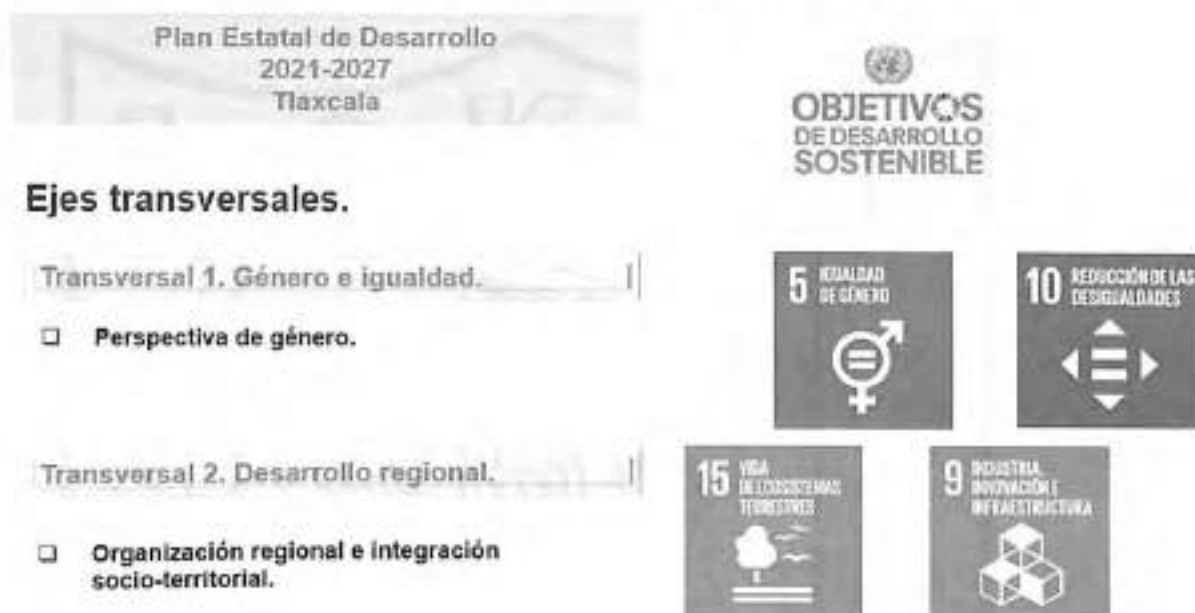 Plan Estatal de Desarrollo
2021-2027
Tlaxcala
OBJETIVOS
DE DESARROLLO
SOSTENIBLE
Ejes transversales.
Transversal 1. Género e igualdad.
❑ Perspectiva de género.
5 IGUALDAD
DE GÉNERO
10 REDUCCIÓN DE LAS
DESIGUALDADES
Transversal 2. Desarrollo regional.
❑ Organización regional e integración
socio-territorial.
15 VIDA
DE ECOSISTEMAS
TERRESTRES
9 INDUSTRIA,
INNOVACIÓN E
INFRAESTRUCTURA